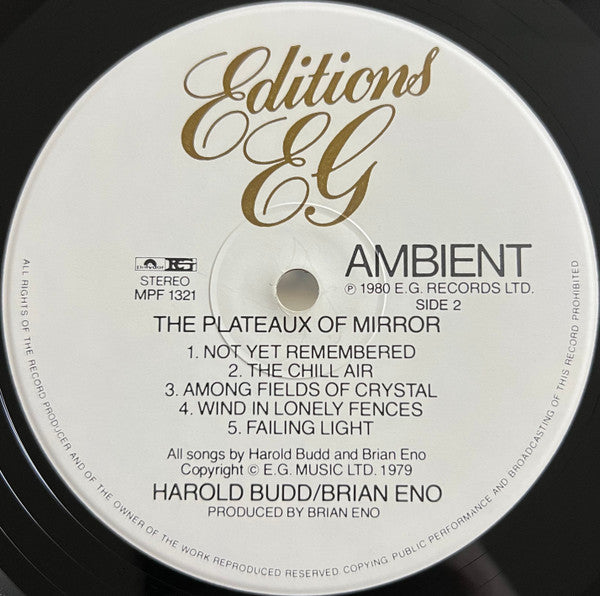 Editions
EG
AMBIENT
Polydor RSI
STEREO
MPF 1321
℗ 1980 E.G. RECORDS LTD.
SIDE 2
THE PLATEAUX OF MIRROR
1. NOT YET REMEMBERED
2. THE CHILL AIR
3. AMONG FIELDS OF CRYSTAL
4. WIND IN LONELY FENCES
5. FAILING LIGHT
All songs by Harold Budd and Brian Eno
Copyright © E.G. MUSIC LTD. 1979
HAROLD BUDD/BRIAN ENO
PRODUCED BY BRIAN ENO
ALL RIGHTS OF THE RECORD PRODUCER AND OF THE OWNER OF THE WORK REPRODUCED RESERVED COPYING PUBLIC PERFORMANCE AND BROADCASTING OF THIS RECORD PROHIBITED